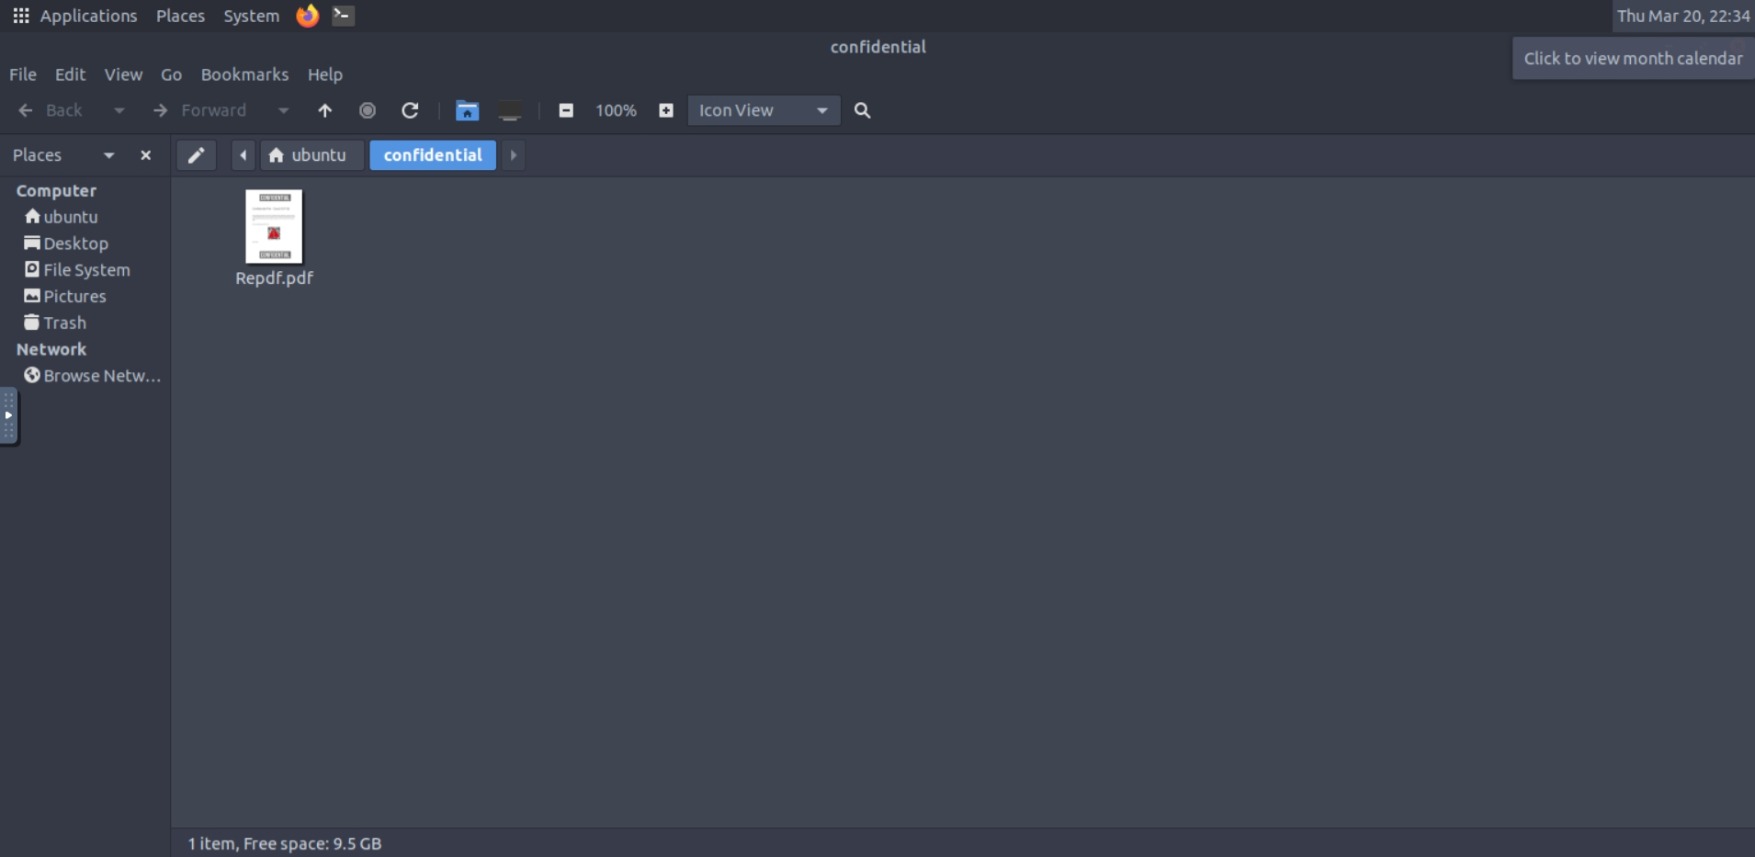 Applications Places System Thu Mar 20, 22:34
confidential
Click to view month calendar
File Edit View Go Bookmarks Help
Back Forward 100% Icon View
Places ubuntu confidential
Computer
ubuntu
Desktop
File System
Pictures
Trash
Network
Browse Netw...
CONFIDENTIAL
CONFIDENTIAL
Repdf.pdf
1 item, Free space: 9.5 GB